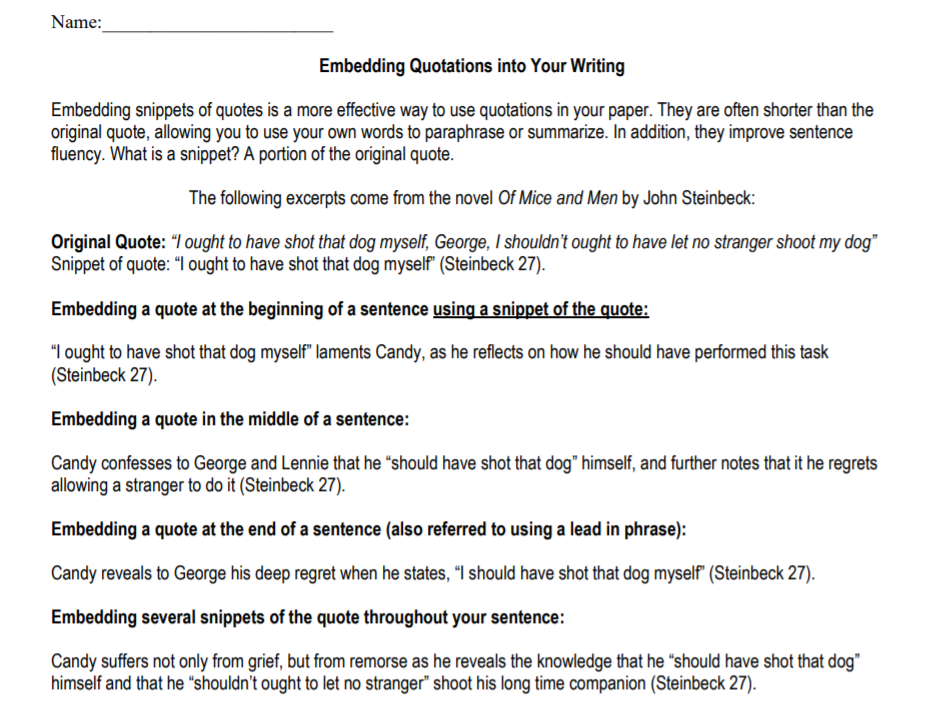 Name:________________________
Embedding Quotations into Your Writing
Embedding snippets of quotes is a more effective way to use quotations in your paper. They are often shorter than the
original quote, allowing you to use your own words to paraphrase or summarize. In addition, they improve sentence
fluency. What is a snippet? A portion of the original quote.
The following excerpts come from the novel Of Mice and Men by John Steinbeck:
Original Quote: “I ought to have shot that dog myself, George, I shouldn’t ought to have let no stranger shoot my dog”
Snippet of quote: “I ought to have shot that dog myself” (Steinbeck 27).
Embedding a quote at the beginning of a sentence using a snippet of the quote:
“I ought to have shot that dog myself” laments Candy, as he reflects on how he should have performed this task
(Steinbeck 27).
Embedding a quote in the middle of a sentence:
Candy confesses to George and Lennie that he “should have shot that dog” himself, and further notes that it he regrets
allowing a stranger to do it (Steinbeck 27).
Embedding a quote at the end of a sentence (also referred to using a lead in phrase):
Candy reveals to George his deep regret when he states, “I should have shot that dog myself” (Steinbeck 27).
Embedding several snippets of the quote throughout your sentence:
Candy suffers not only from grief, but from remorse as he reveals the knowledge that he “should have shot that dog”
himself and that he “shouldn’t ought to let no stranger” shoot his long time companion (Steinbeck 27).